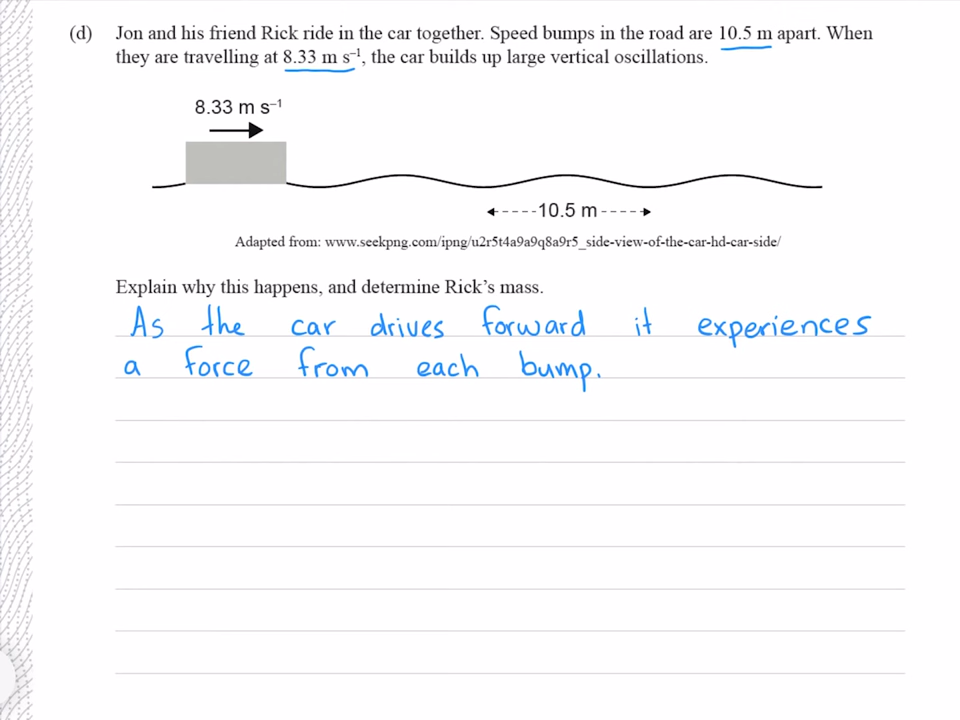 (d) Jon and his friend Rick ride in the car together. Speed bumps in the road are 10.5 m apart. When
they are travelling at 8.33 m s⁻¹, the car builds up large vertical oscillations.
8.33 m s⁻¹
10.5 m
Adapted from: www.seekpng.com/ipng/u2r5t4a9a9q8a9r5_side-view-of-the-car-hd-car-side/
Explain why this happens, and determine Rick's mass.
As the car drives forward it experiences
a force from each bump.